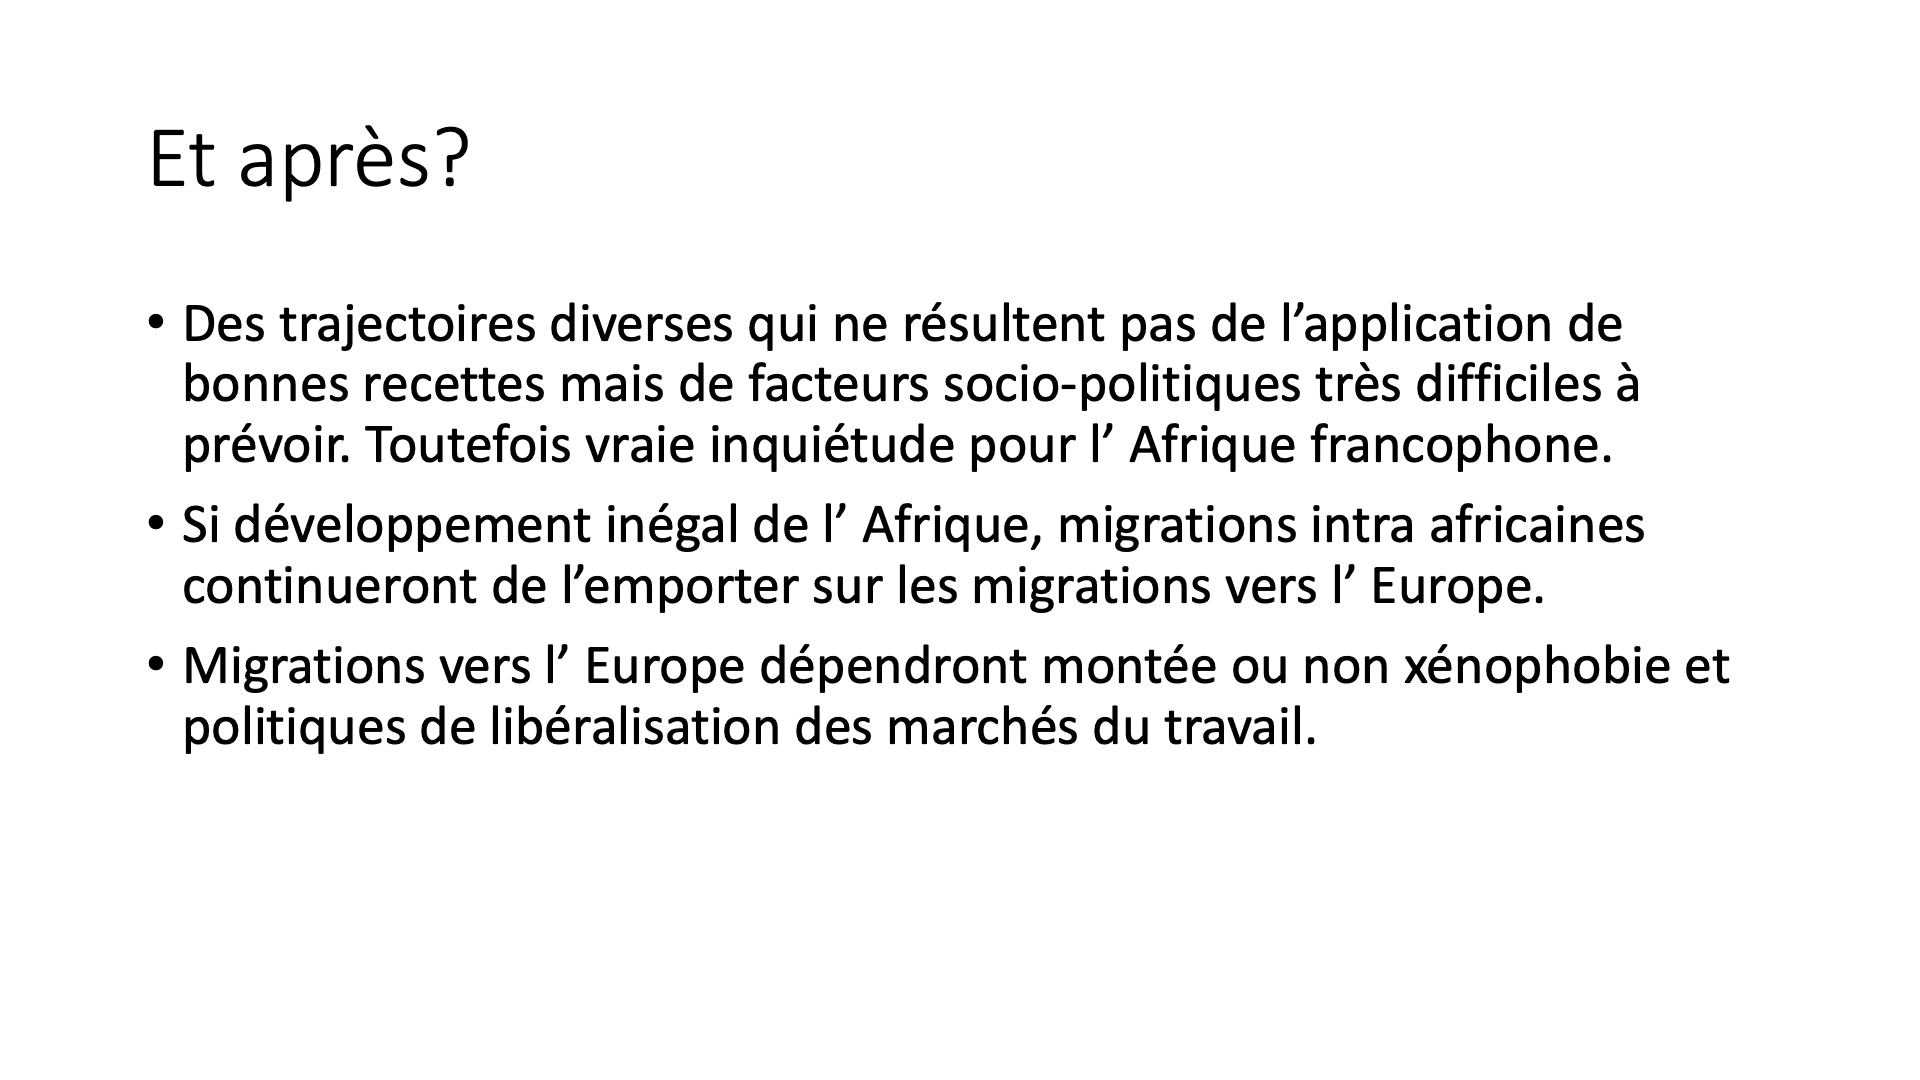 Et après?
• Des trajectoires diverses qui ne résultent pas de l’application de
bonnes recettes mais de facteurs socio-politiques très difficiles à
prévoir. Toutefois vraie inquiétude pour l’ Afrique francophone.
• Si développement inégal de l’ Afrique, migrations intra africaines
continueront de l’emporter sur les migrations vers l’ Europe.
• Migrations vers l’ Europe dépendront montée ou non xénophobie et
politiques de libéralisation des marchés du travail.